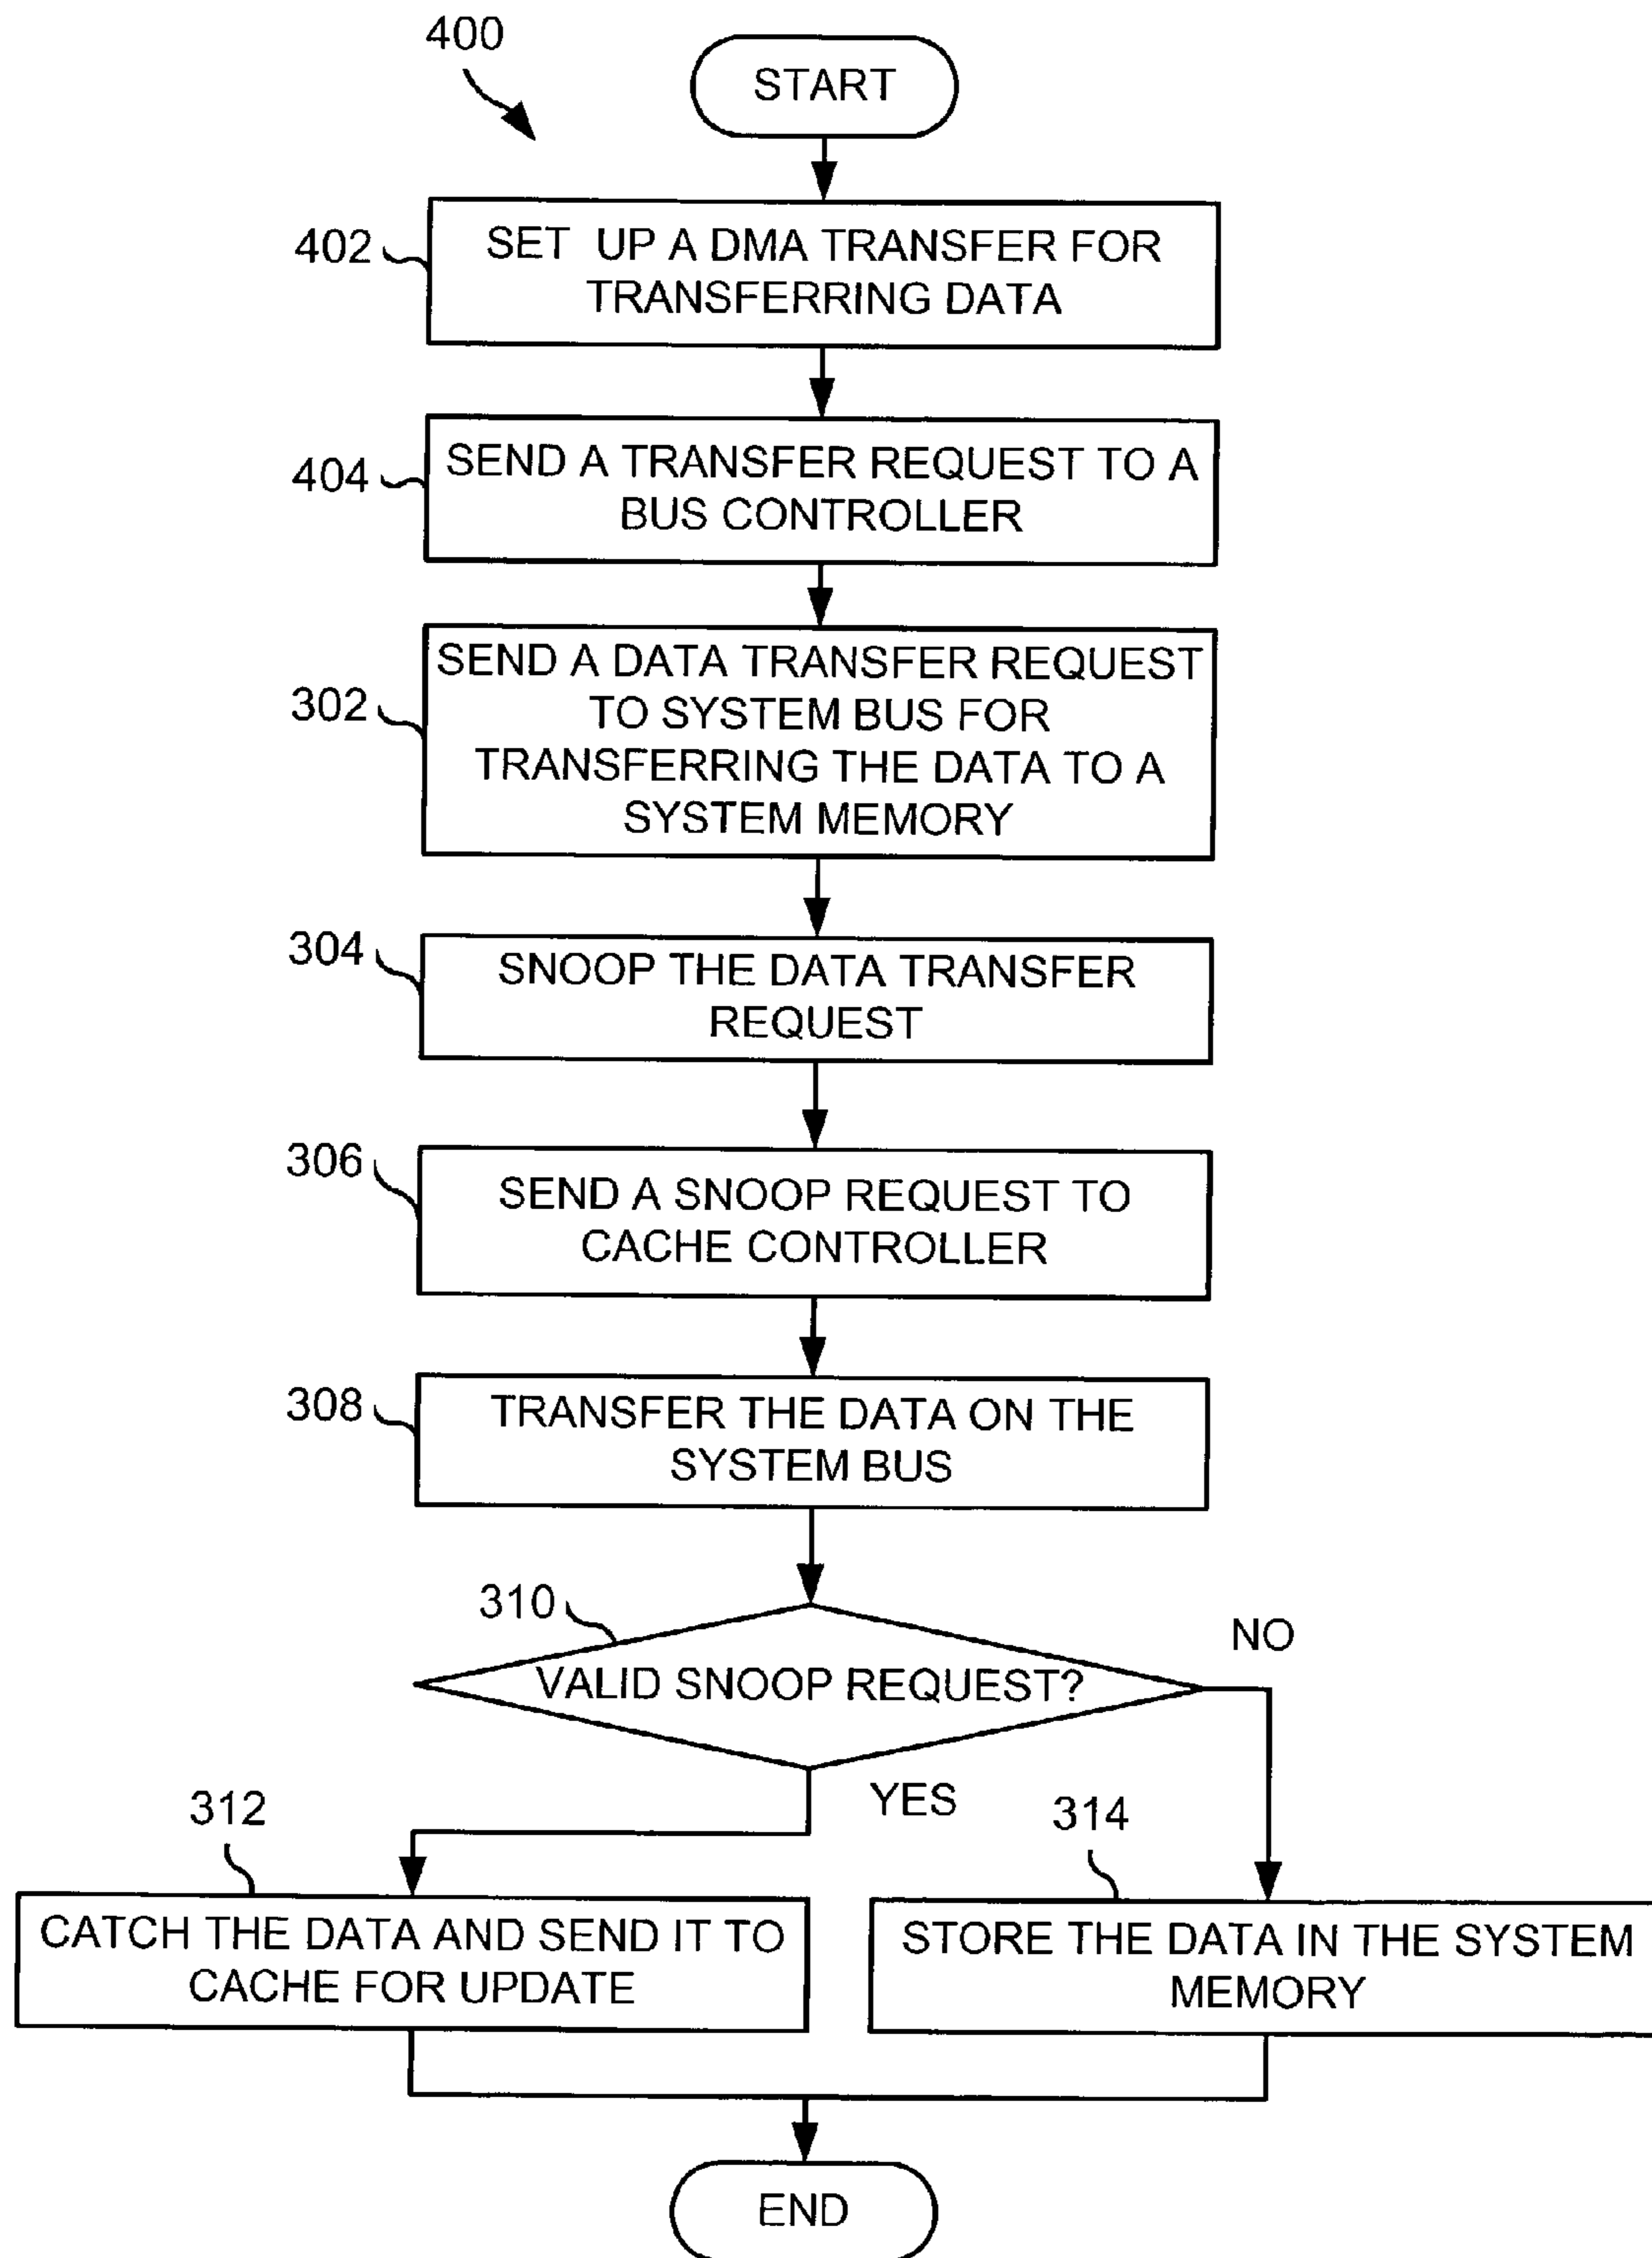 400
START
402
SET UP A DMA TRANSFER FOR
TRANSFERRING DATA
404
SEND A TRANSFER REQUEST TO A
BUS CONTROLLER
302
SEND A DATA TRANSFER REQUEST
TO SYSTEM BUS FOR
TRANSFERRING THE DATA TO A
SYSTEM MEMORY
304
SNOOP THE DATA TRANSFER
REQUEST
306
SEND A SNOOP REQUEST TO
CACHE CONTROLLER
308
TRANSFER THE DATA ON THE
SYSTEM BUS
310
VALID SNOOP REQUEST?
NO
YES
312
CATCH THE DATA AND SEND IT TO
CACHE FOR UPDATE
314
STORE THE DATA IN THE SYSTEM
MEMORY
END